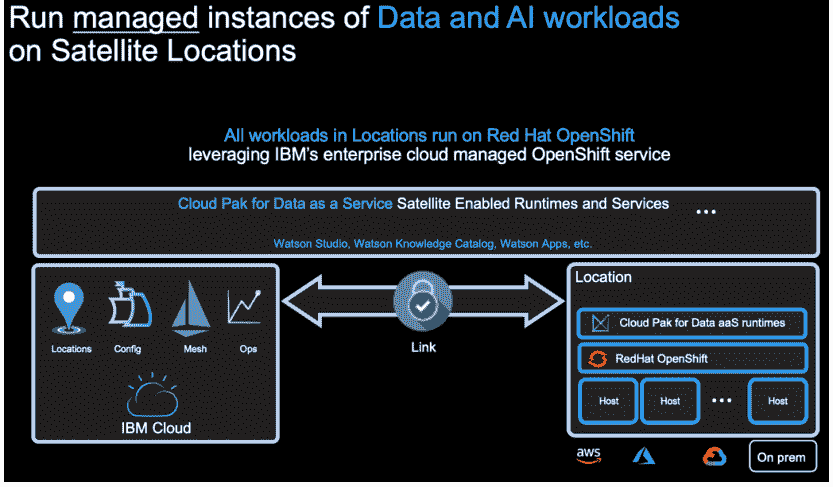 Run managed instances of Data and AI workloads
on Satellite Locations
All workloads in Locations run on Red Hat OpenShift
leveraging IBM's enterprise cloud managed OpenShift service
Cloud Pak for Data as a Service Satellite Enabled Runtimes and Services ...
Watson Studio, Watson Knowledge Catalog, Watson Apps, etc.
Locations
Config
Mesh
Ops
IBM Cloud
Link
Location
Cloud Pak for Data aaS runtimes
RedHat OpenShift
Host
Host
...
Host
aws
On prem